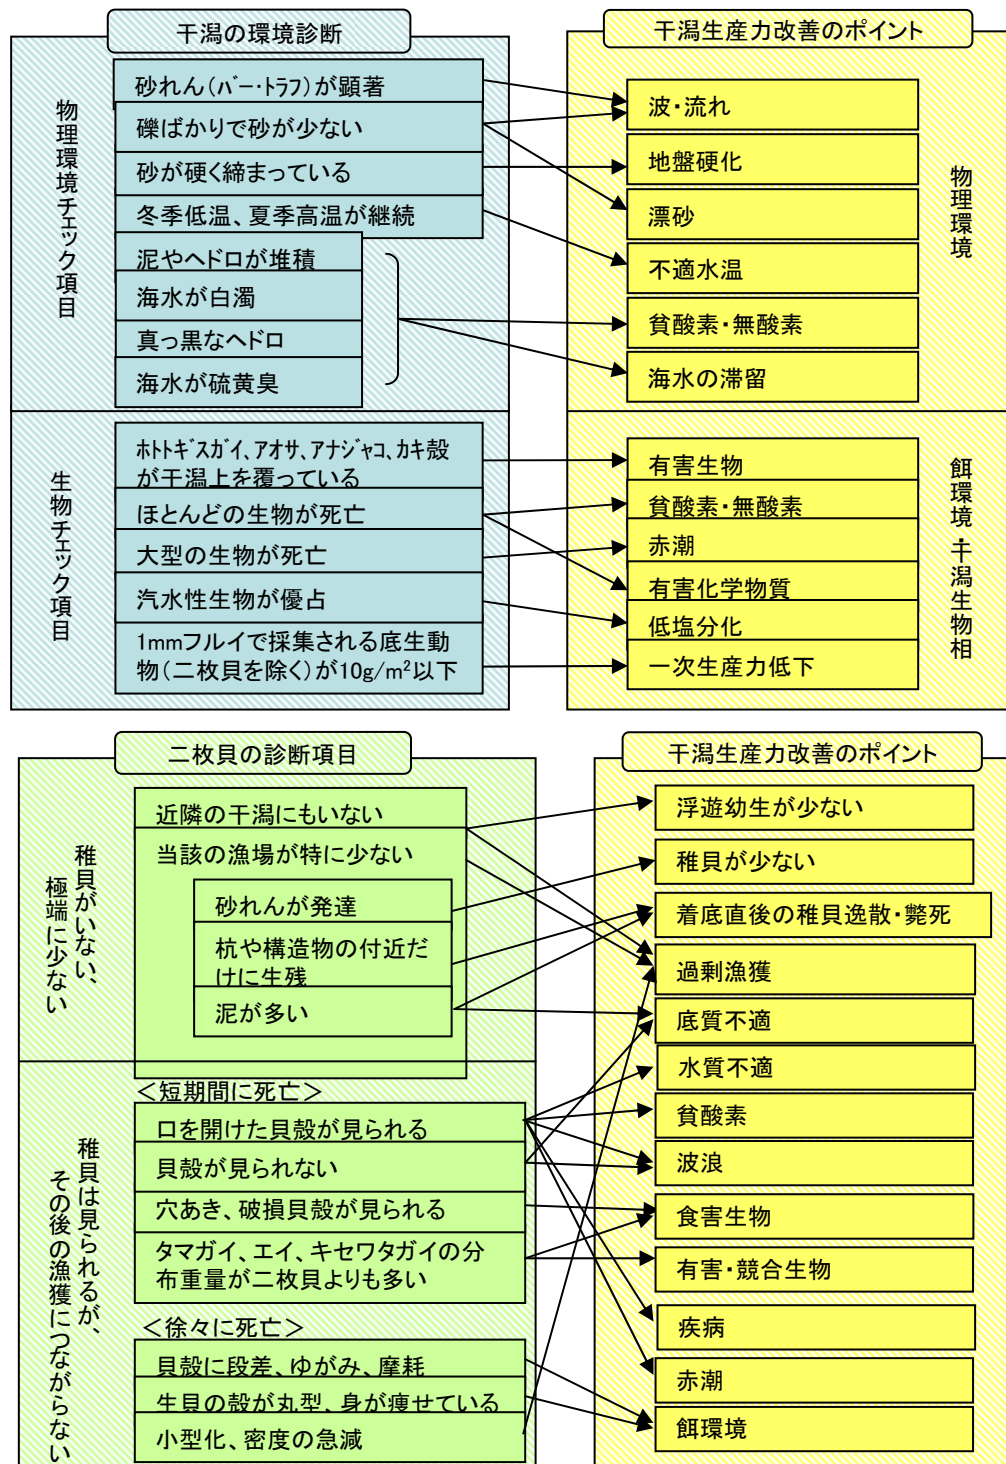 干潟の環境診断
干潟生産力改善のポイント
物理環境チェック項目
砂れん(バー・トラフ)が顕著
礫ばかりで砂が少ない
砂が硬く締まっている
冬季低温、夏季高温が継続
泥やヘドロが堆積
海水が白濁
真っ黒なヘドロ
海水が硫黄臭
波・流れ
地盤硬化
漂砂
不適水温
貧酸素・無酸素
海水の滞留
物理環境
生物チェック項目
ホトトギスガイ、アオサ、アナジャコ、カキ殻
が干潟上を覆っている
ほとんどの生物が死亡
大型の生物が死亡
汽水性生物が優占
1mmフルイで採集される底生動
物(二枚貝を除く)が10g/m²以下
有害生物
貧酸素・無酸素
赤潮
有害化学物質
低塩分化
一次生産力低下
餌環境・干潟生物相
二枚貝の診断項目
干潟生産力改善のポイント
稚貝がいない、
極端に少ない
近隣の干潟にもいない
当該の漁場が特に少ない
砂れんが発達
杭や構造物の付近だ
けに生残
泥が多い
稚貝は見られるが、
その後の漁獲につながらない
<短期間に死亡>
口を開けた貝殻が見られる
貝殻が見られない
穴あき、破損貝殻が見られる
タマガイ、エイ、キセワタガイの分
布重量が二枚貝よりも多い
<徐々に死亡>
貝殻に段差、ゆがみ、摩耗
生貝の殻が丸型、身が痩せている
小型化、密度の急減
浮遊幼生が少ない
稚貝が少ない
着底直後の稚貝逸散・斃死
過剰漁獲
底質不適
水質不適
貧酸素
波浪
食害生物
有害・競合生物
疾病
赤潮
餌環境